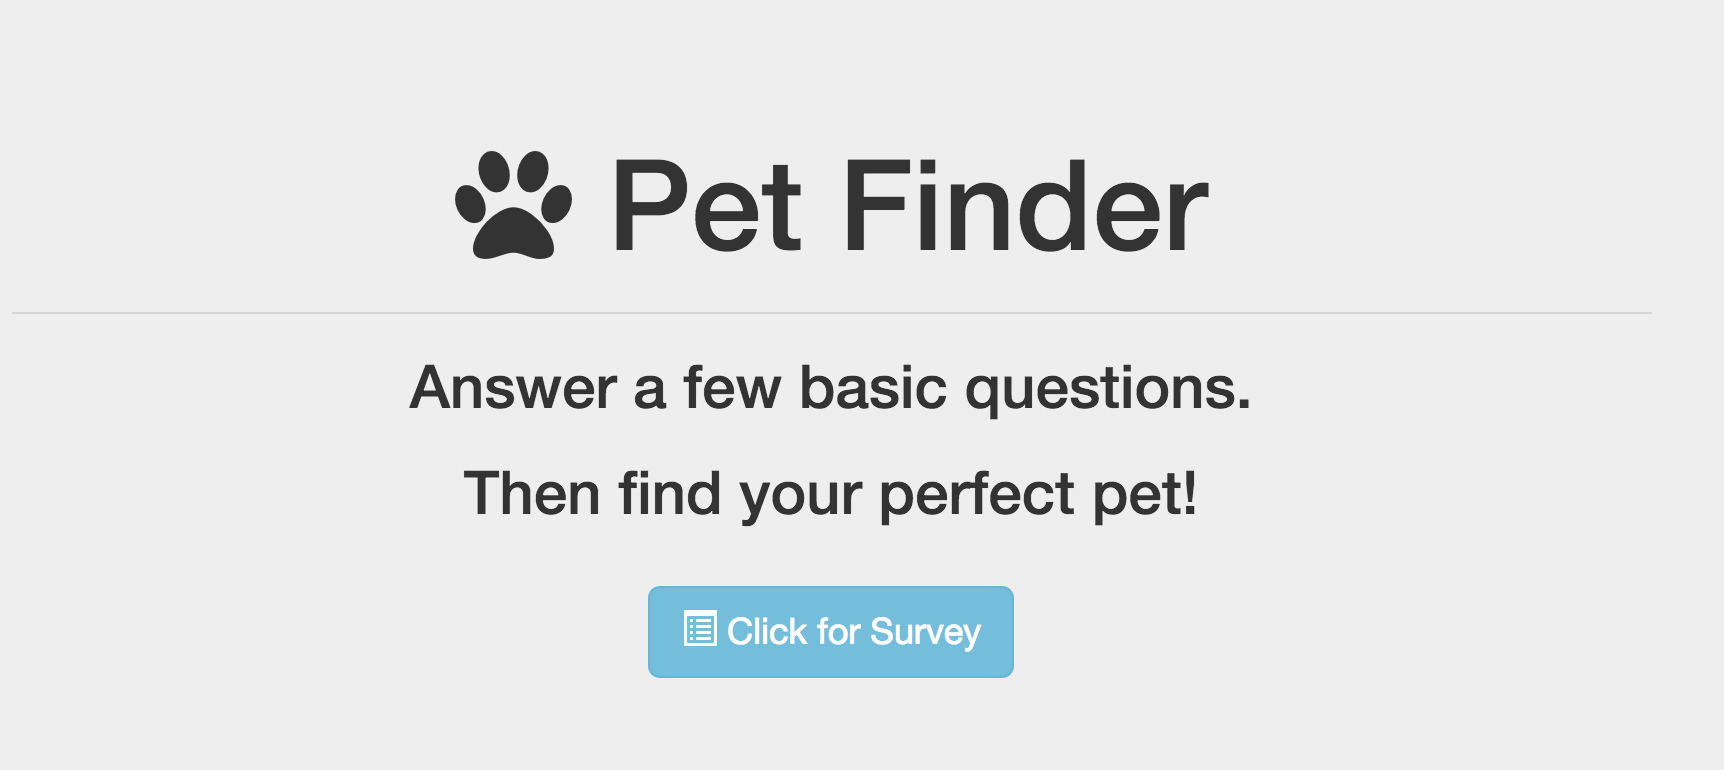 Pet Finder
Answer a few basic questions.
Then find your perfect pet!
Click for Survey